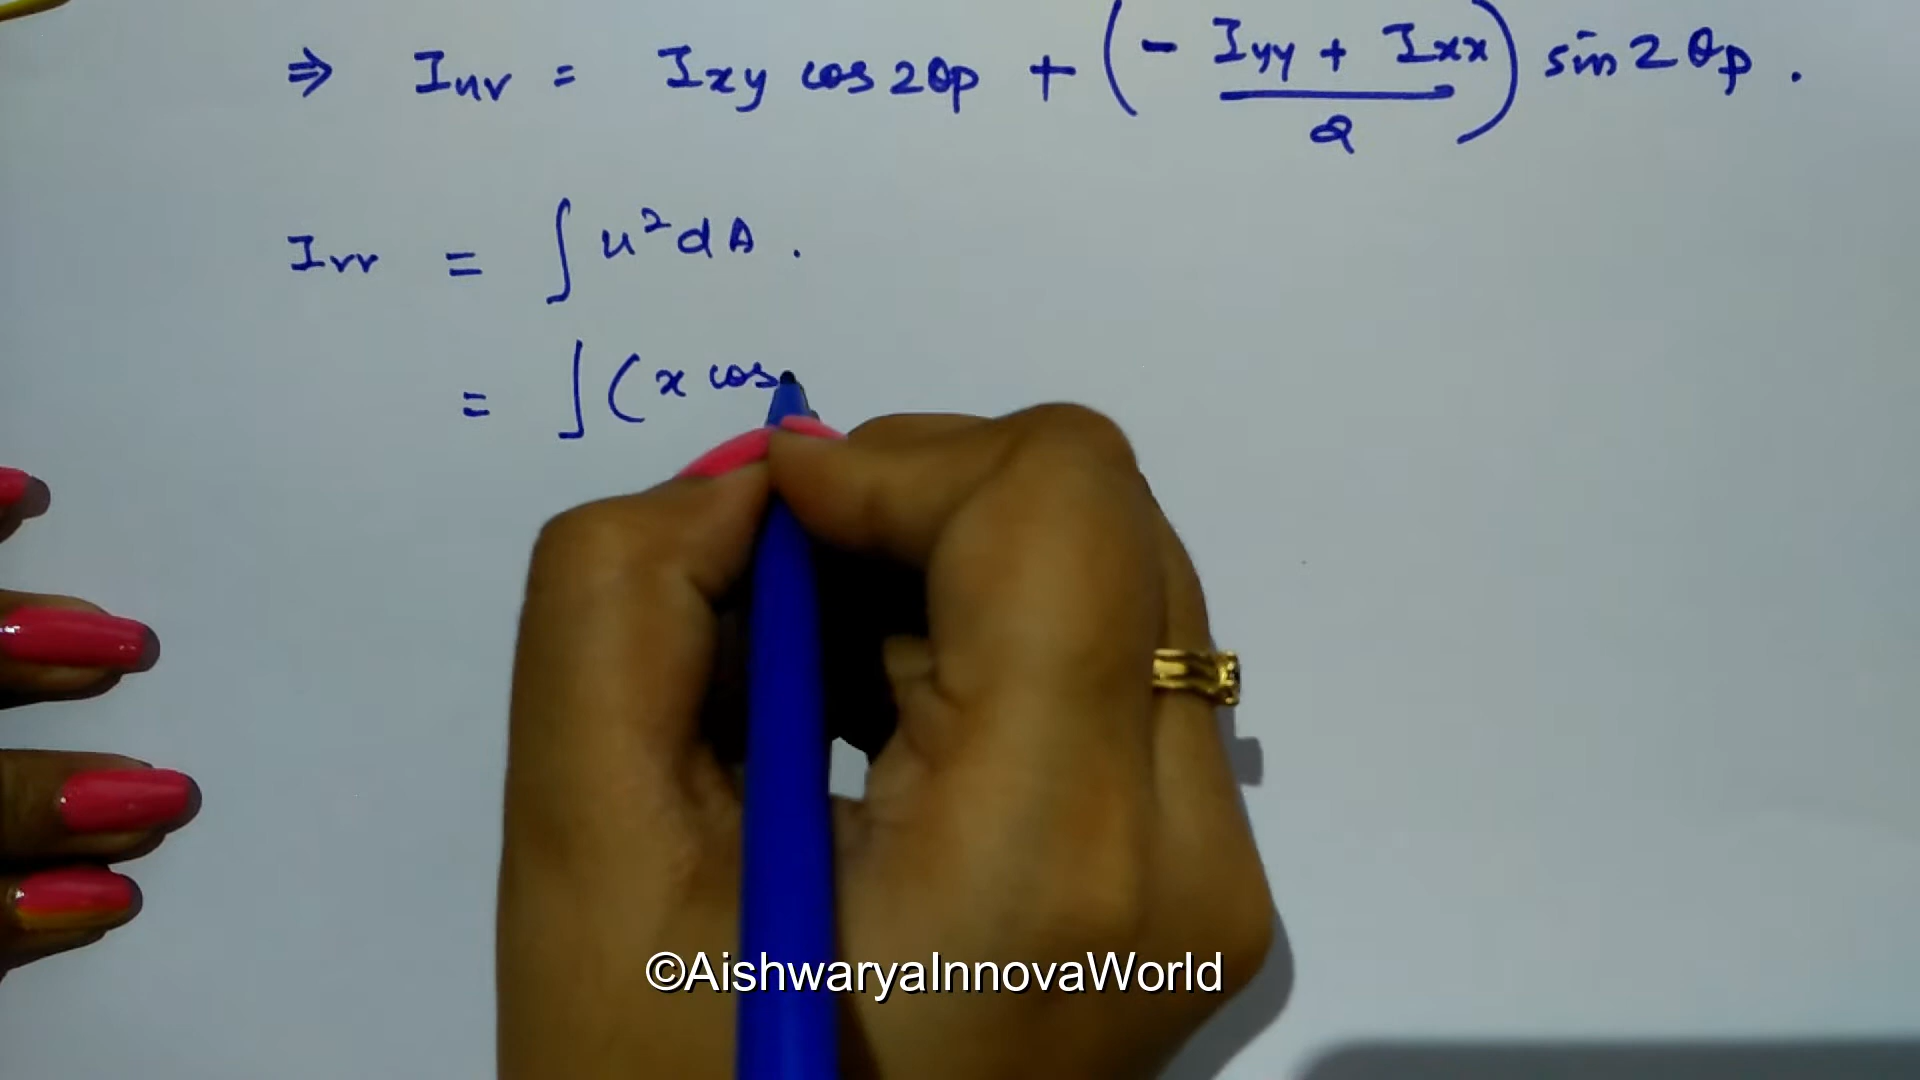 ⇒ Iuv = Ixy cos 2θp + (- Iyy + Ixx / 2) sin 2θp .
Ivv = ∫ u² dA .
= ∫ (x cos
©AishwaryaInnovaWorld